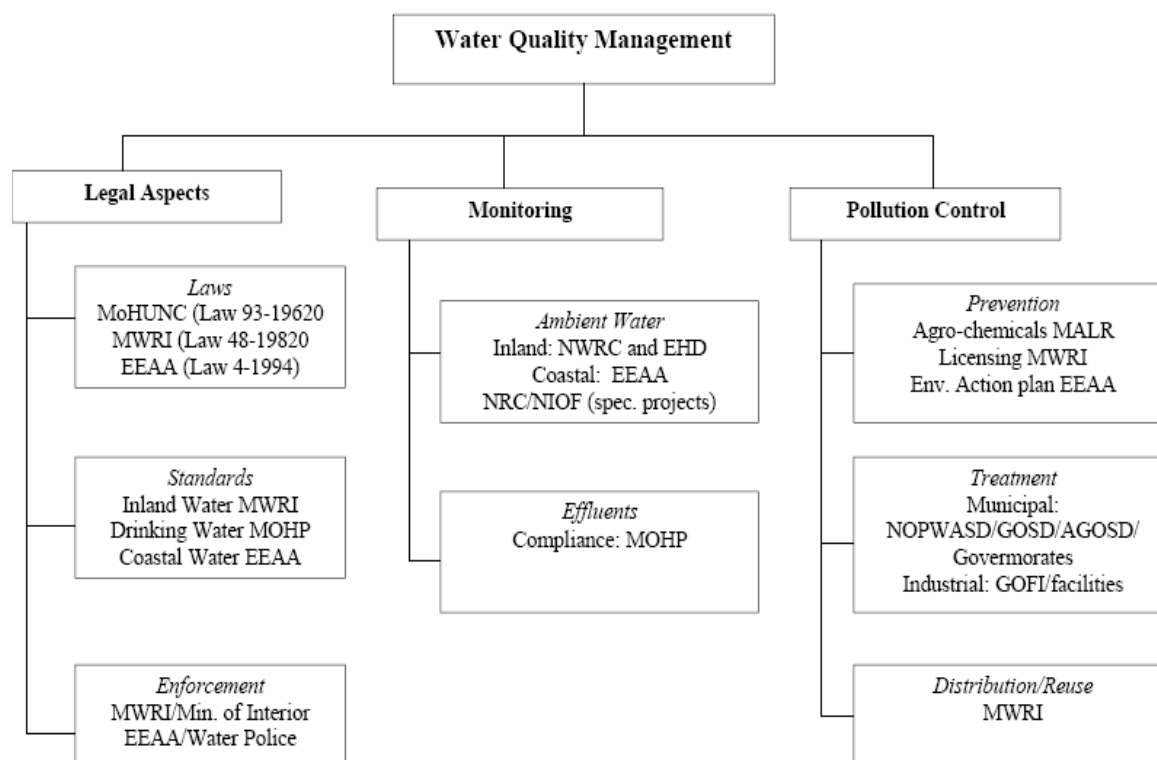 Water Quality Management
Legal Aspects
Laws
MoHUNC (Law 93-19620
MWRI (Law 48-19820
EEAA (Law 4-1994)
Standards
Inland Water MWRI
Drinking Water MOHP
Coastal Water EEAA
Enforcement
MWRI/Min. of Interior
EEAA/Water Police
Monitoring
Ambient Water
Inland: NWRC and EHD
Coastal: EEAA
NRC/NIOF (spec. projects)
Effluents
Compliance: MOHP
Pollution Control
Prevention
Agro-chemicals MALR
Licensing MWRI
Env. Action plan EEAA
Treatment
Municipal:
NOPWASD/GOSD/AGOSD/
Govermorates
Industrial: GOFI/facilities
Distribution/Reuse
MWRI